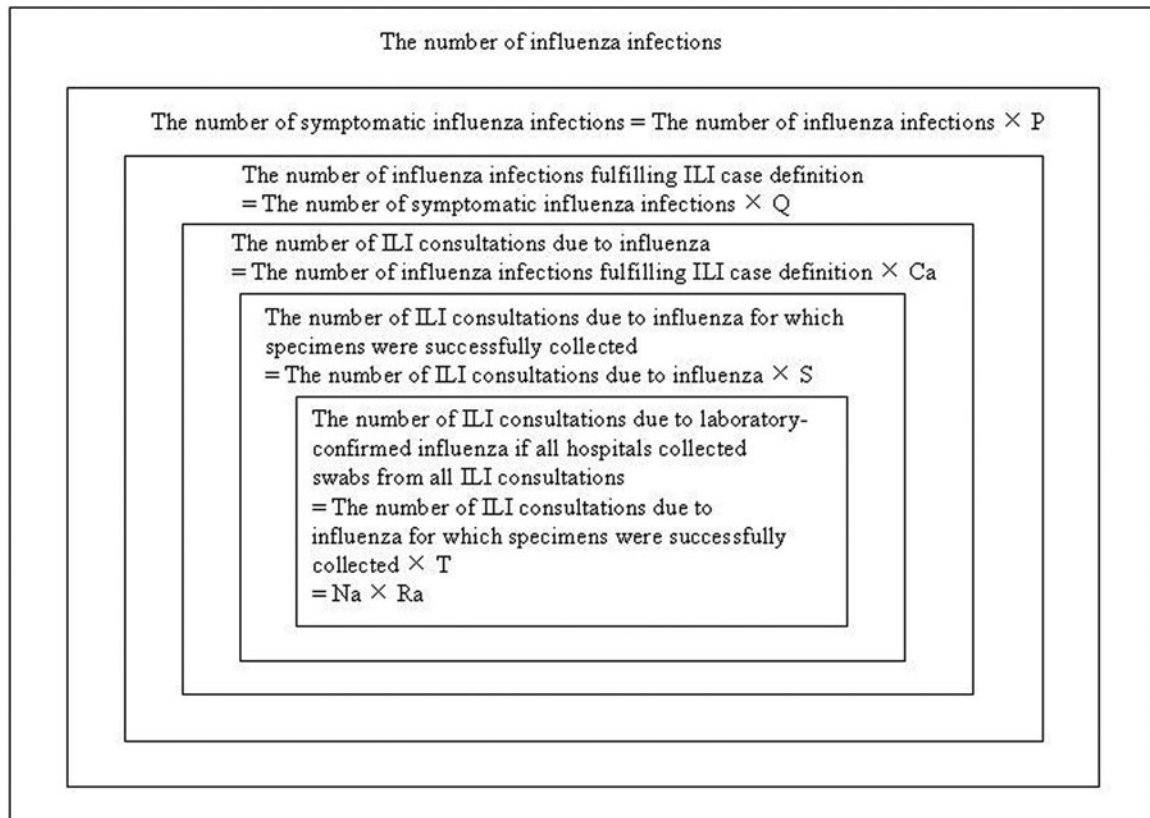 The number of influenza infections
The number of symptomatic influenza infections = The number of influenza infections × P
The number of influenza infections fulfilling ILI case definition
= The number of symptomatic influenza infections × Q
The number of ILI consultations due to influenza
= The number of influenza infections fulfilling ILI case definition × Ca
The number of ILI consultations due to influenza for which
specimens were successfully collected
= The number of ILI consultations due to influenza × S
The number of ILI consultations due to laboratory-
confirmed influenza if all hospitals collected
swabs from all ILI consultations
= The number of ILI consultations due to
influenza for which specimens were successfully
collected × T
= Na × Ra